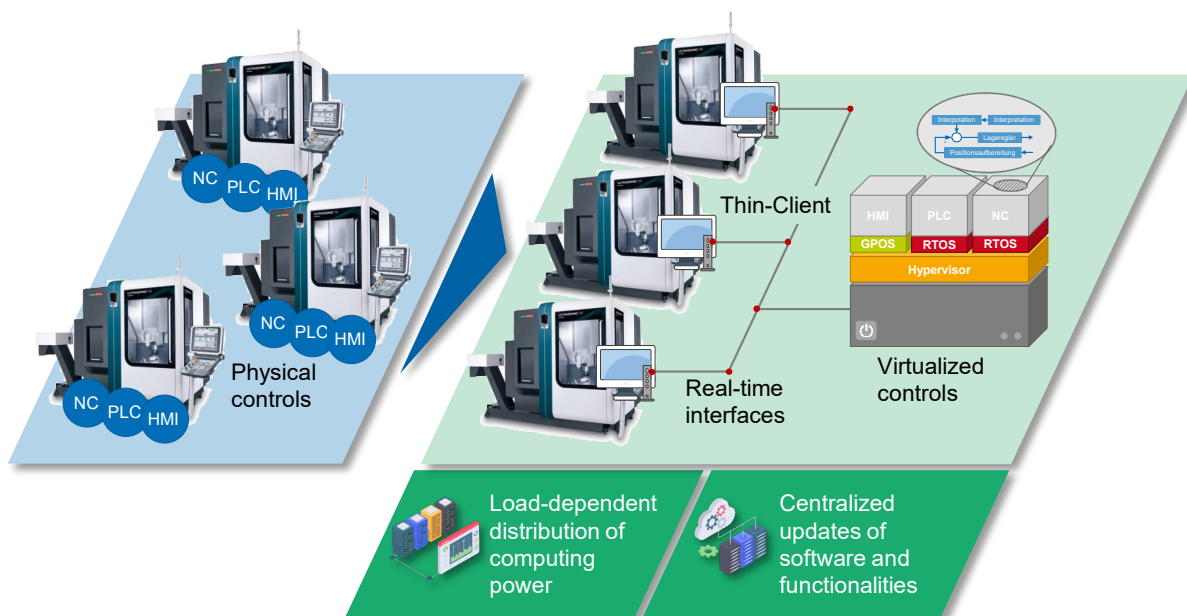 NC
PLC
HMI
NC
PLC
HMI
NC
PLC
HMI
Physical
controls
Thin-Client
Real-time
interfaces
Interpolation
Interpretation
Lageregler
Positionsaufbereitung
HMI
PLC
NC
GPOS
RTOS
RTOS
Hypervisor
Virtualized
controls
Load-dependent
distribution of
computing
power
Centralized
updates of
software and
functionalities